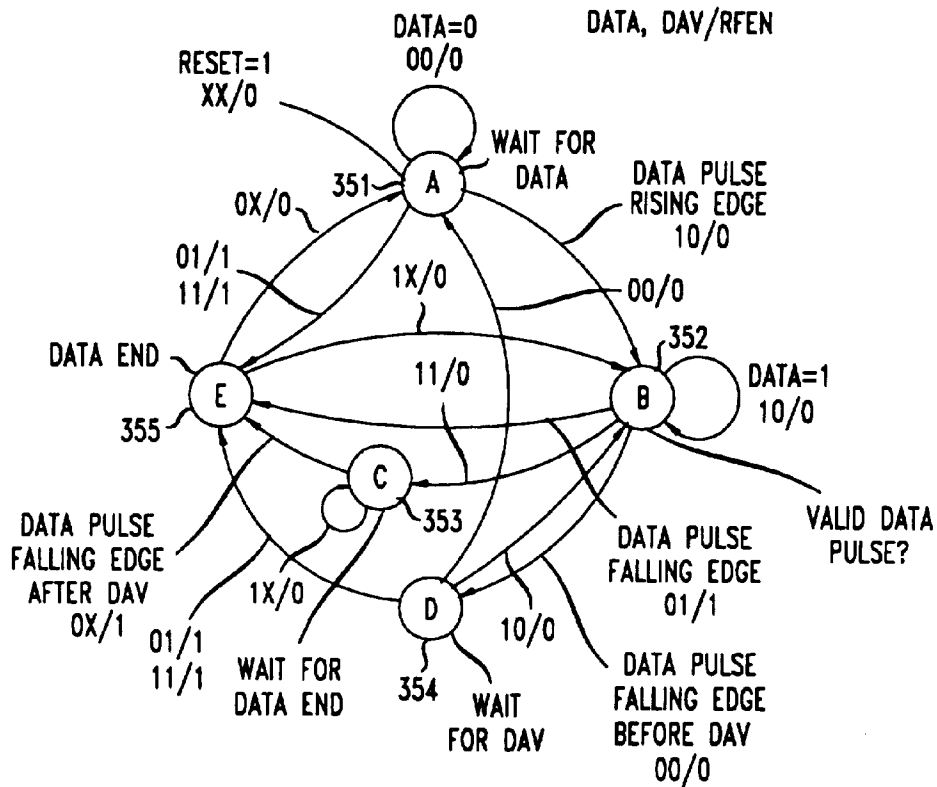 DATA, DAV/RFEN
DATA=0
00/0
RESET=1
XX/0
WAIT FOR
DATA
351
A
DATA PULSE
RISING EDGE
10/0
0X/0
01/1
11/1
1X/0
00/0
352
DATA END
E
355
11/0
B
DATA=1
10/0
C
353
VALID DATA
PULSE?
DATA PULSE
FALLING EDGE
AFTER DAV
0X/1
1X/0
DATA PULSE
FALLING EDGE
01/1
D
354
10/0
01/1
11/1
WAIT FOR
DATA END
WAIT
FOR DAV
DATA PULSE
FALLING EDGE
BEFORE DAV
00/0